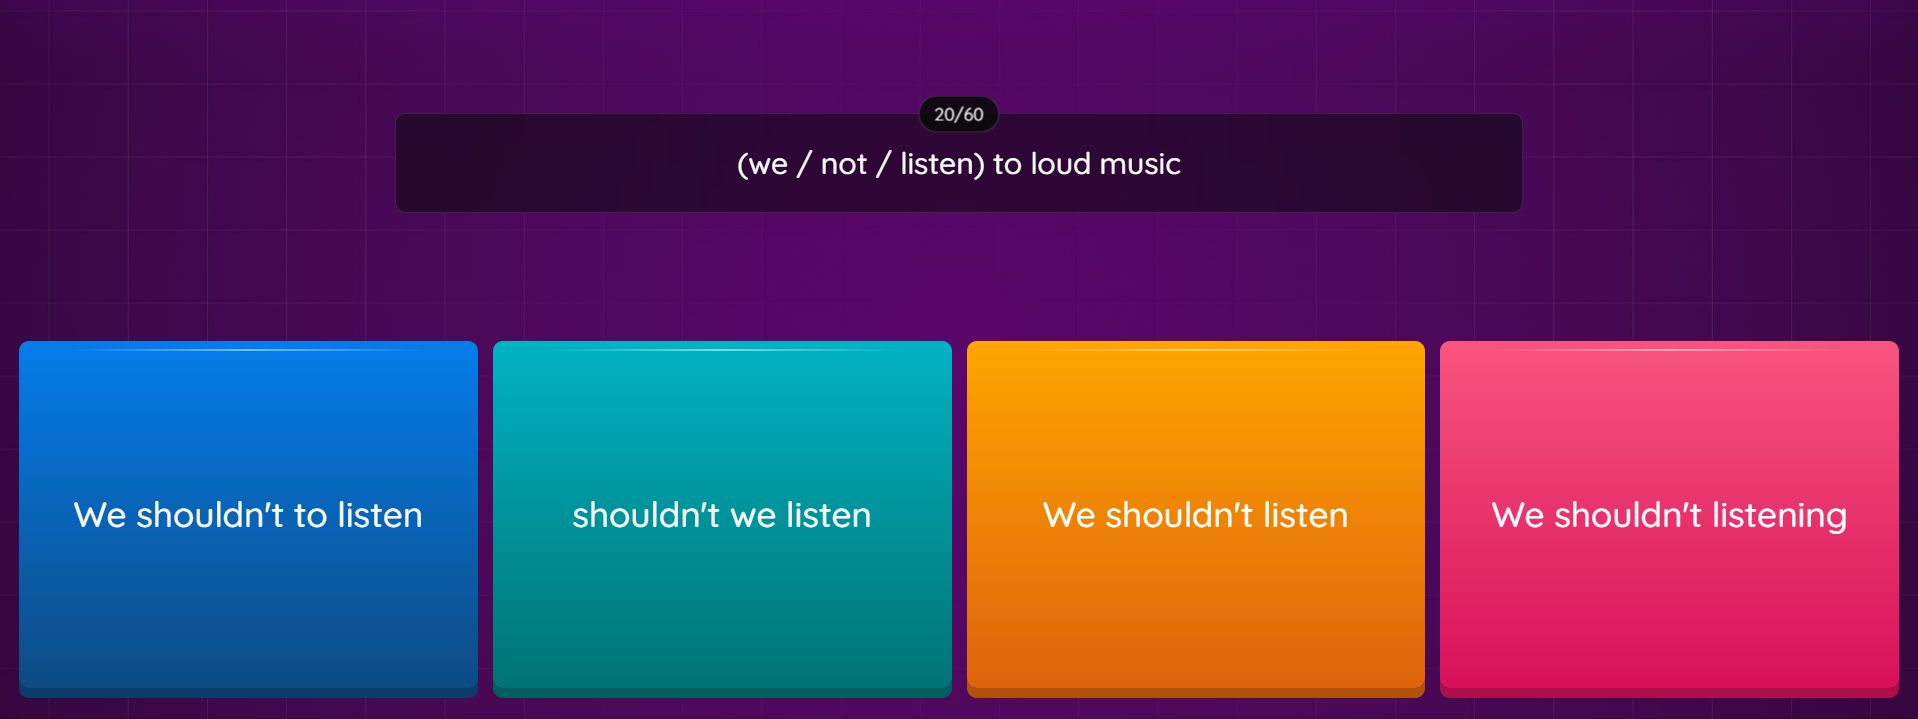 20/60
(we / not / listen) to loud music
We shouldn't to listen
shouldn't we listen
We shouldn't listen
We shouldn't listening